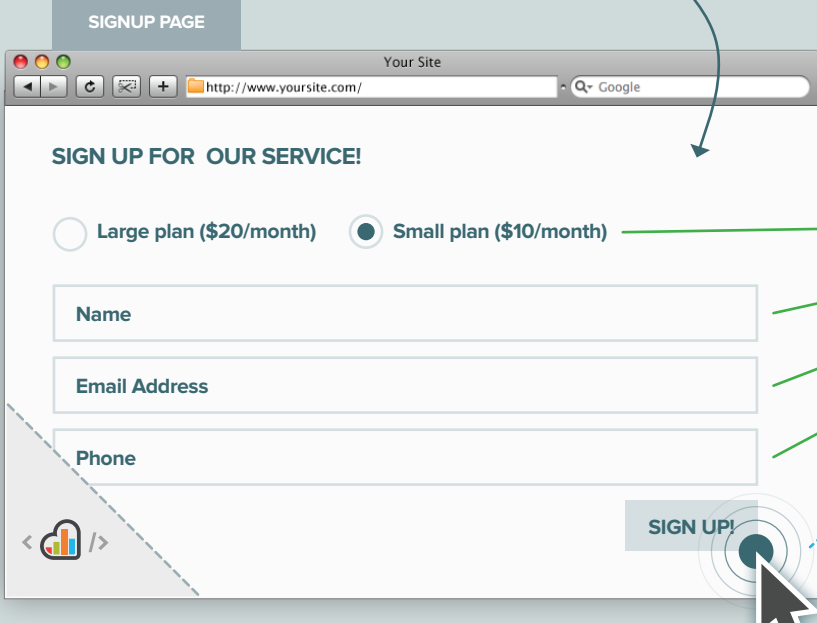 SIGNUP PAGE
Your Site
http://www.yoursite.com/
Google
SIGN UP FOR OUR SERVICE!
Large plan ($20/month)
Small plan ($10/month)
Name
Email Address
Phone
SIGN UP!
< />